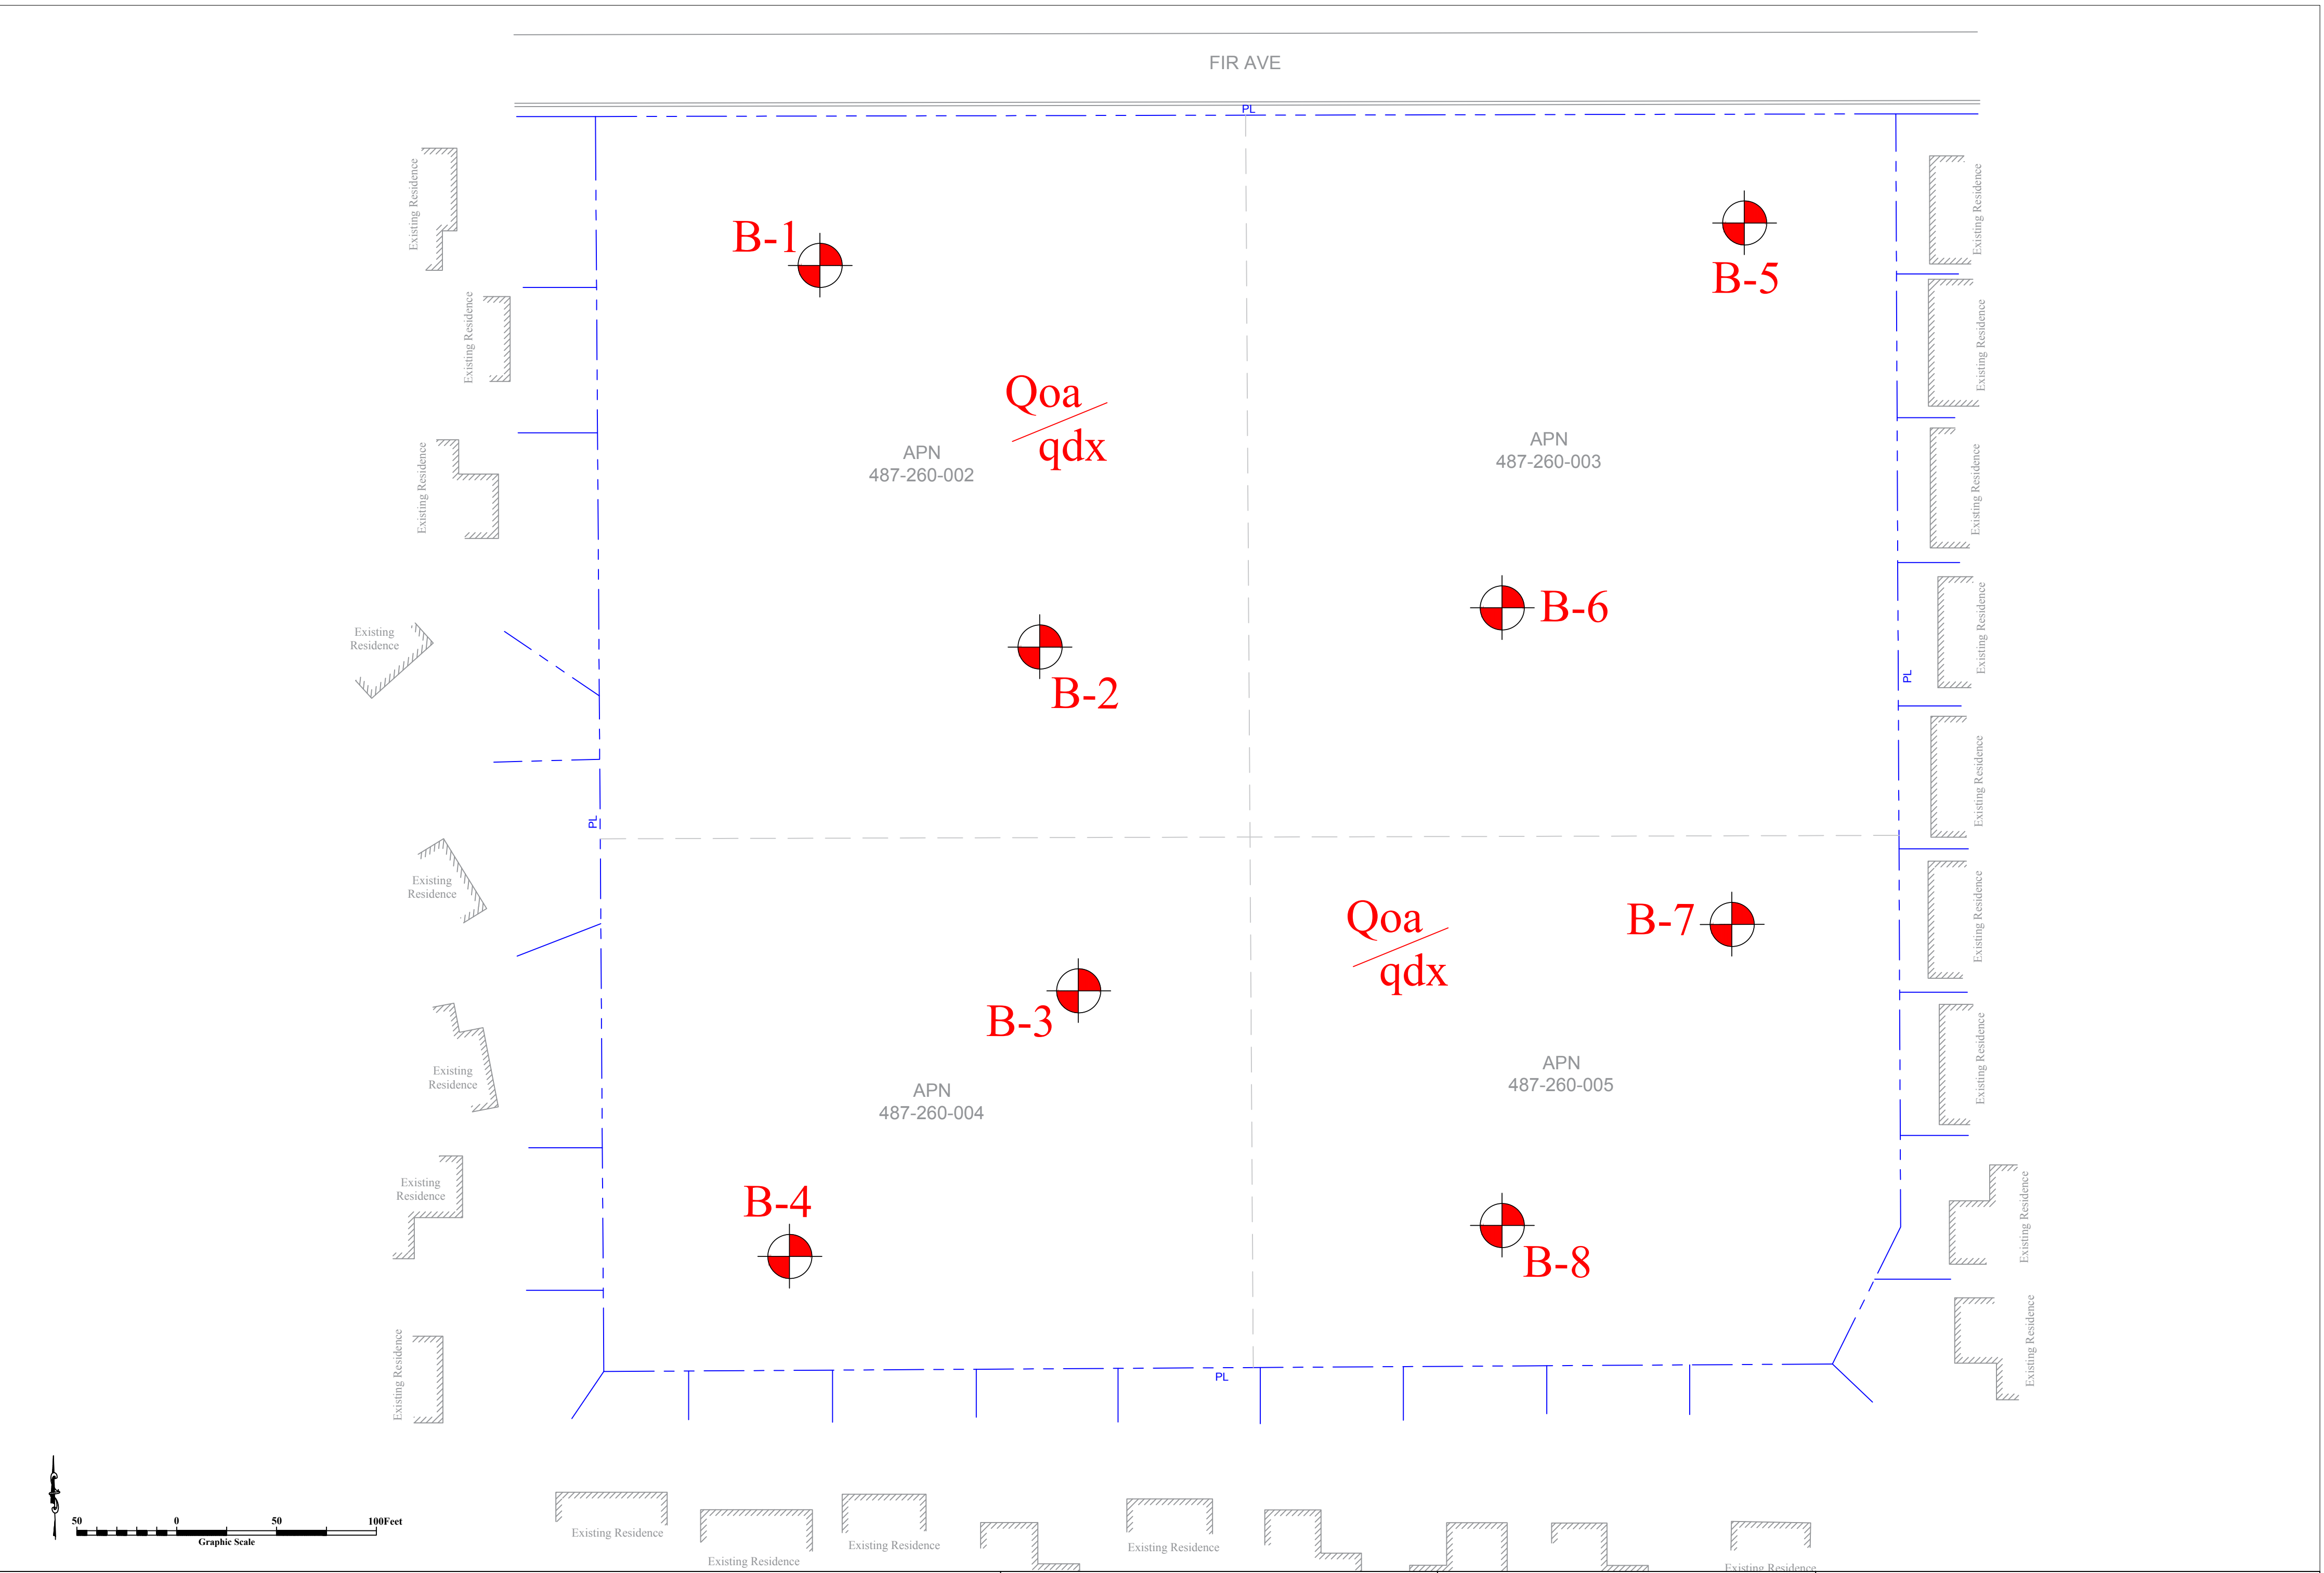 FIR AVE
PL
Existing Residence
Existing Residence
B-1
B-5
Existing Residence
Existing Residence
Qoa
qdx
APN
487-260-002
APN
487-260-003
Existing Residence
Existing Residence
Existing
Residence
B-2
B-6
Existing Residence
PL
Existing Residence
PL
Existing
Residence
Qoa
qdx
B-7
Existing Residence
B-3
Existing
Residence
APN
487-260-004
APN
487-260-005
Existing Residence
Existing
Residence
B-4
B-8
Existing Residence
Existing Residence
Existing Residence
PL
50 0 50 100Feet
Graphic Scale
Existing Residence
Existing Residence
Existing Residence
Existing Residence
Existing Residence